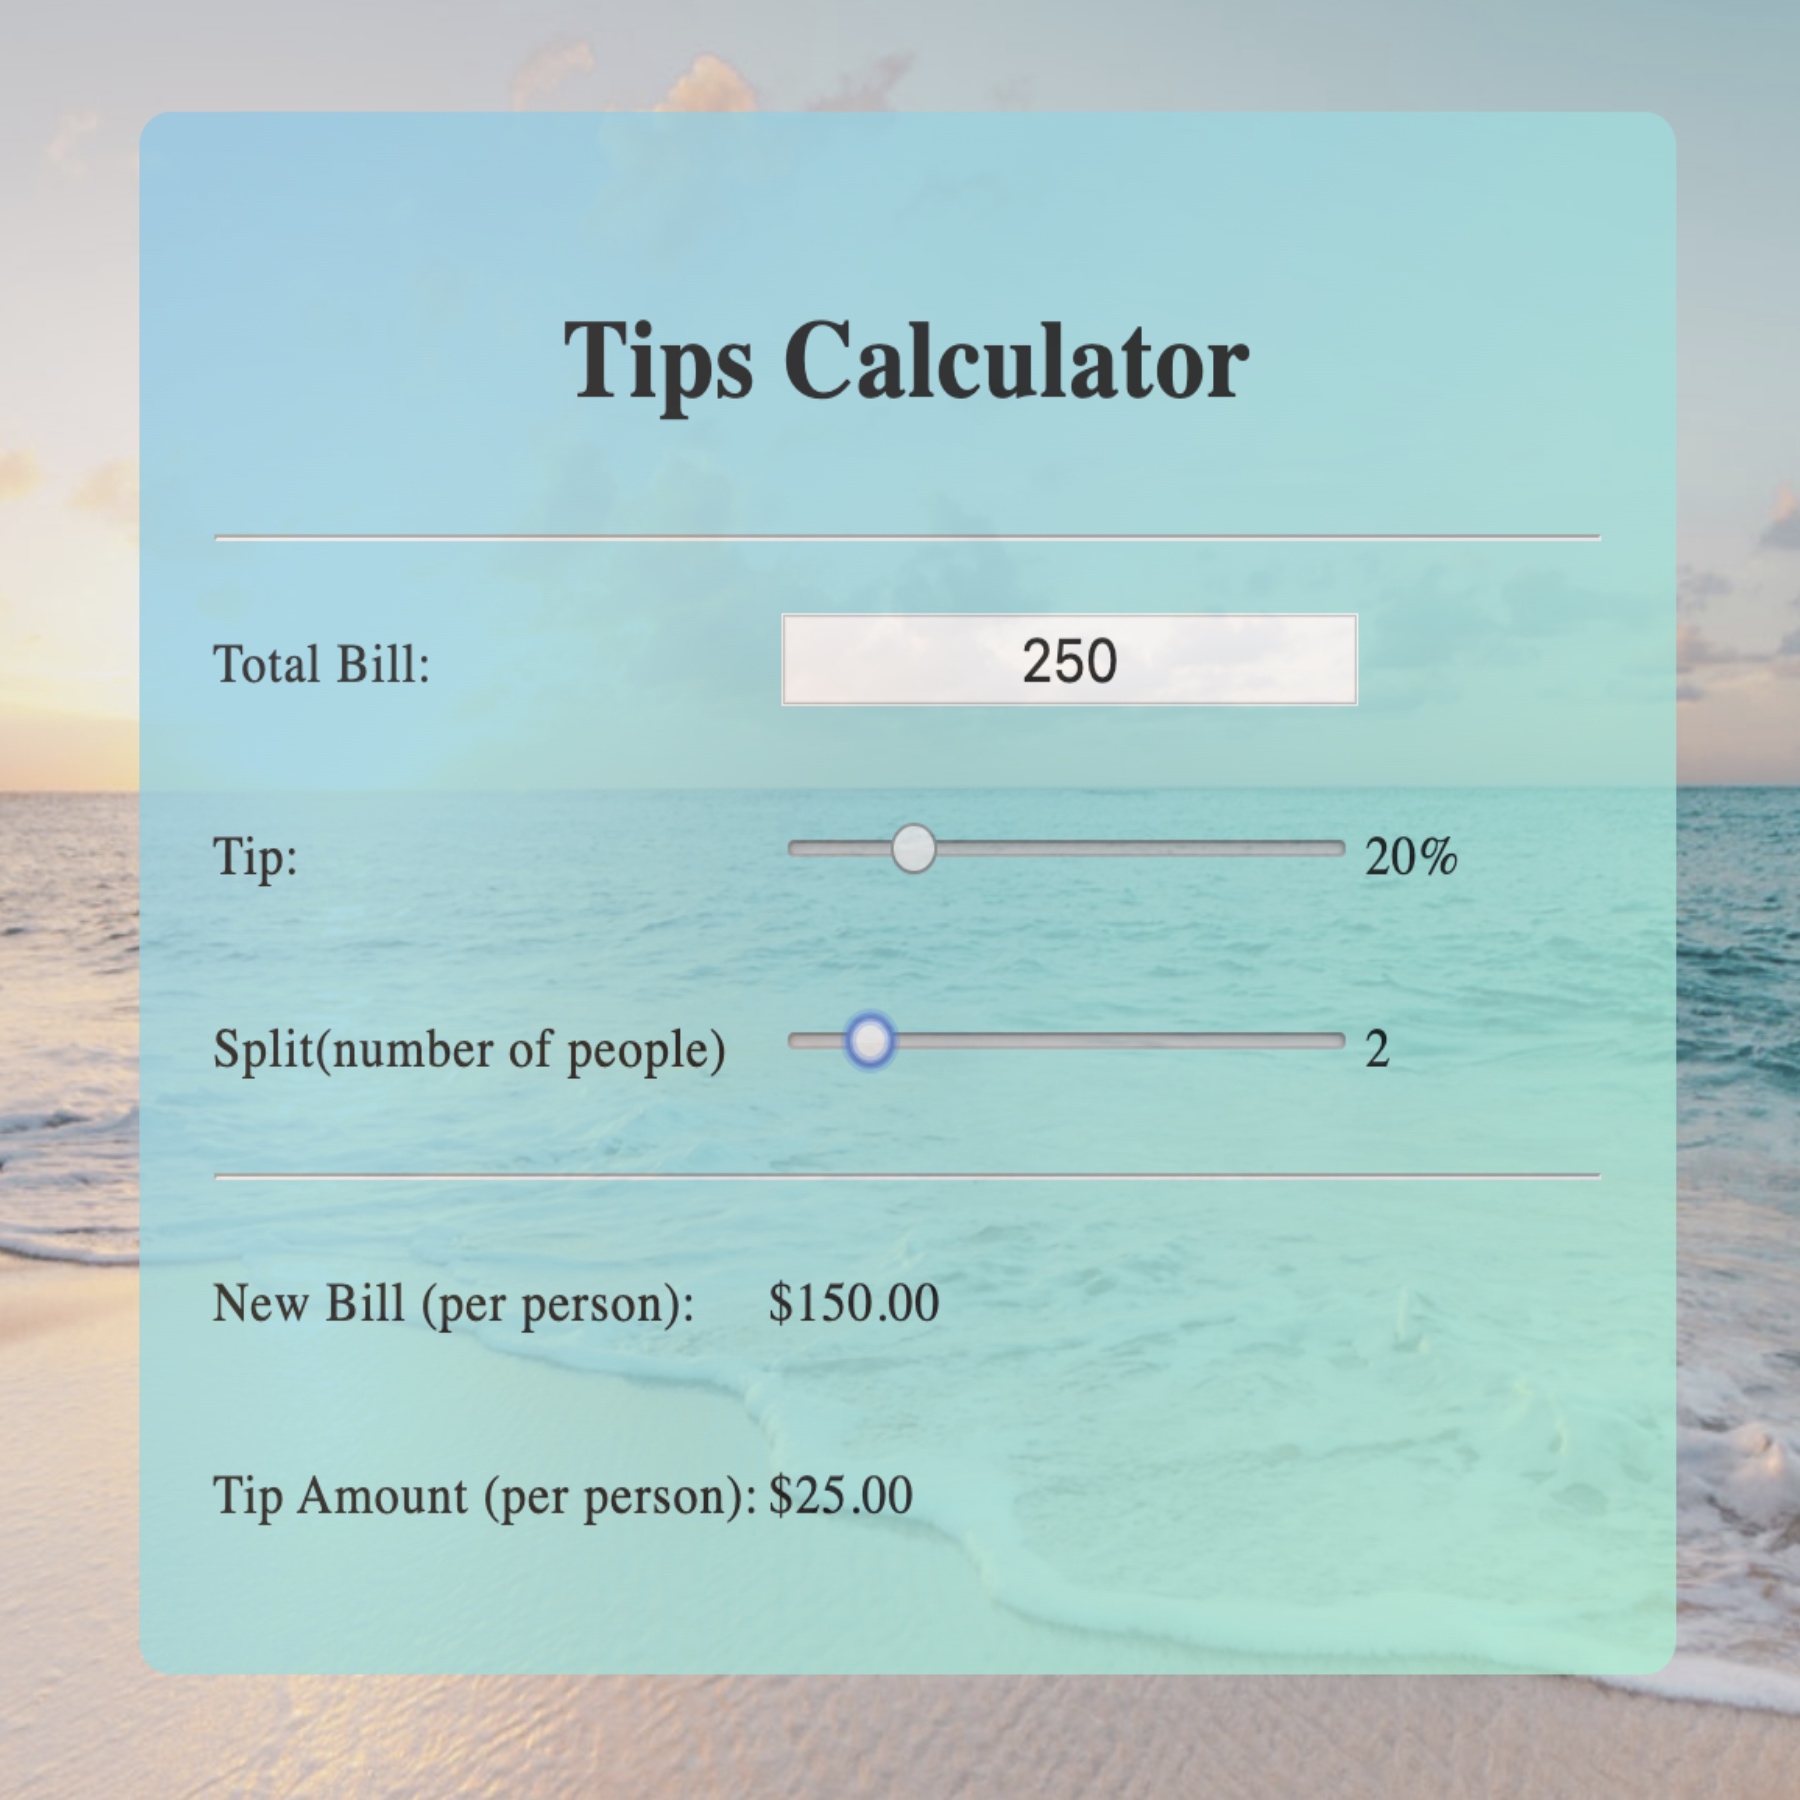 Tips Calculator
Total Bill: 250
Tip: 20%
Split(number of people) 2
New Bill (per person): $150.00
Tip Amount (per person): $25.00